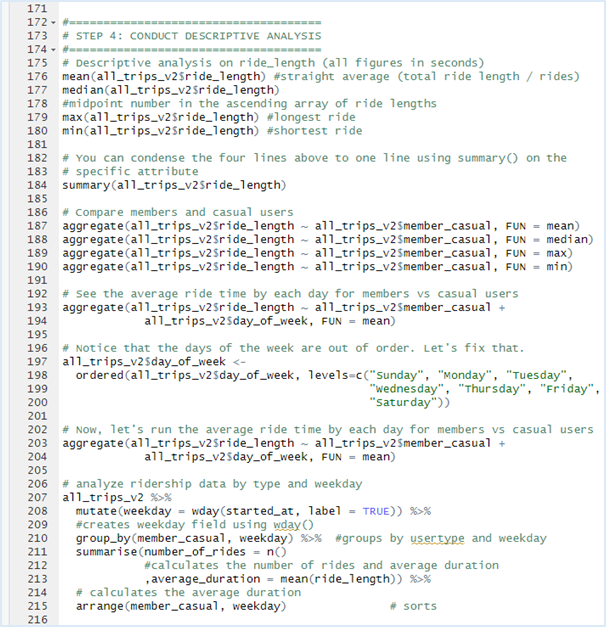 171
172 #=====================================
173 # STEP 4: CONDUCT DESCRIPTIVE ANALYSIS
174 #=====================================
175 # Descriptive analysis on ride_length (all figures in seconds)
176 mean(all_trips_v2$ride_length) #straight average (total ride length / rides)
177 median(all_trips_v2$ride_length)
178 #midpoint number in the ascending array of ride lengths
179 max(all_trips_v2$ride_length) #longest ride
180 min(all_trips_v2$ride_length) #shortest ride
181
182 # You can condense the four lines above to one line using summary() on the
183 # specific attribute
184 summary(all_trips_v2$ride_length)
185
186 # Compare members and casual users
187 aggregate(all_trips_v2$ride_length ~ all_trips_v2$member_casual, FUN = mean)
188 aggregate(all_trips_v2$ride_length ~ all_trips_v2$member_casual, FUN = median)
189 aggregate(all_trips_v2$ride_length ~ all_trips_v2$member_casual, FUN = max)
190 aggregate(all_trips_v2$ride_length ~ all_trips_v2$member_casual, FUN = min)
191
192 # See the average ride time by each day for members vs casual users
193 aggregate(all_trips_v2$ride_length ~ all_trips_v2$member_casual +
194 all_trips_v2$day_of_week, FUN = mean)
195
196 # Notice that the days of the week are out of order. Let's fix that.
197 all_trips_v2$day_of_week <-
198 ordered(all_trips_v2$day_of_week, levels=c("Sunday", "Monday", "Tuesday",
199 "Wednesday", "Thursday", "Friday",
200 "Saturday"))
201
202 # Now, let's run the average ride time by each day for members vs casual users
203 aggregate(all_trips_v2$ride_length ~ all_trips_v2$member_casual +
204 all_trips_v2$day_of_week, FUN = mean)
205
206 # analyze ridership data by type and weekday
207 all_trips_v2 %>%
208 mutate(weekday = wday(started_at, label = TRUE)) %>%
209 #creates weekday field using wday()
210 group_by(member_casual, weekday) %>% #groups by usertype and weekday
211 summarise(number_of_rides = n()
212 #calculates the number of rides and average duration
213 ,average_duration = mean(ride_length)) %>%
214 # calculates the average duration
215 arrange(member_casual, weekday) # sorts
216